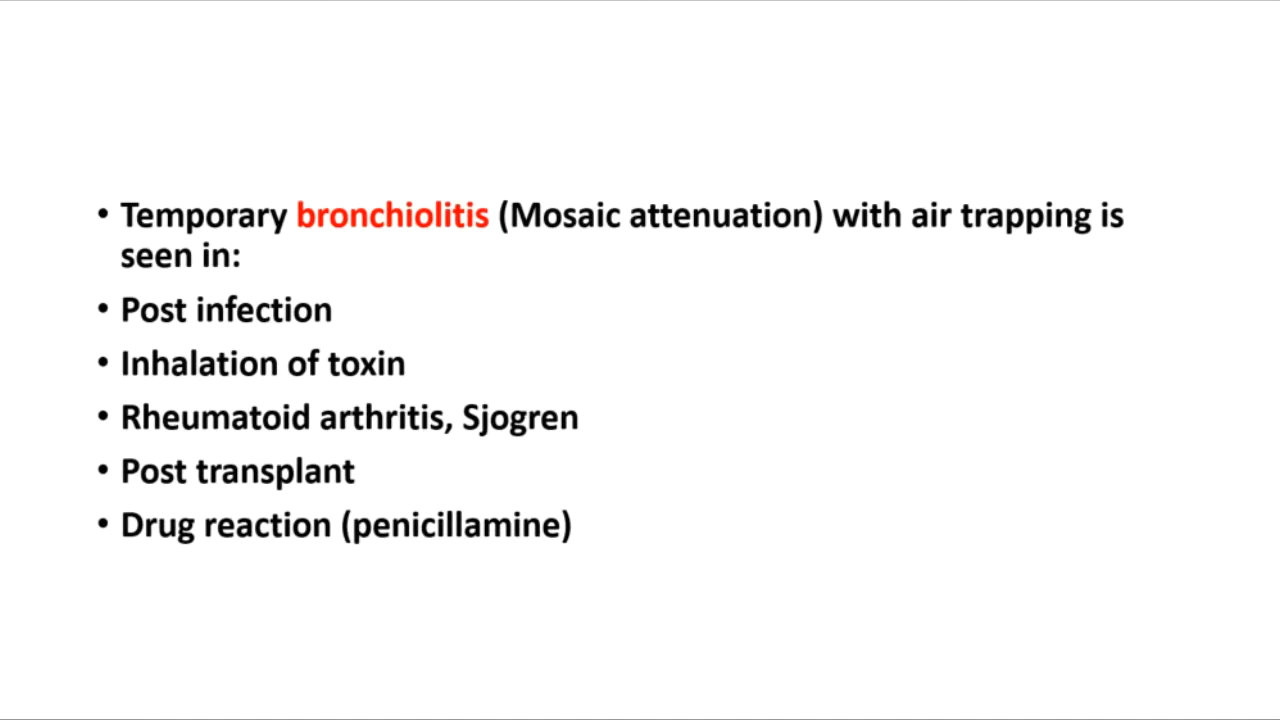 • Temporary bronchiolitis (Mosaic attenuation) with air trapping is
seen in:
• Post infection
• Inhalation of toxin
• Rheumatoid arthritis, Sjogren
• Post transplant
• Drug reaction (penicillamine)